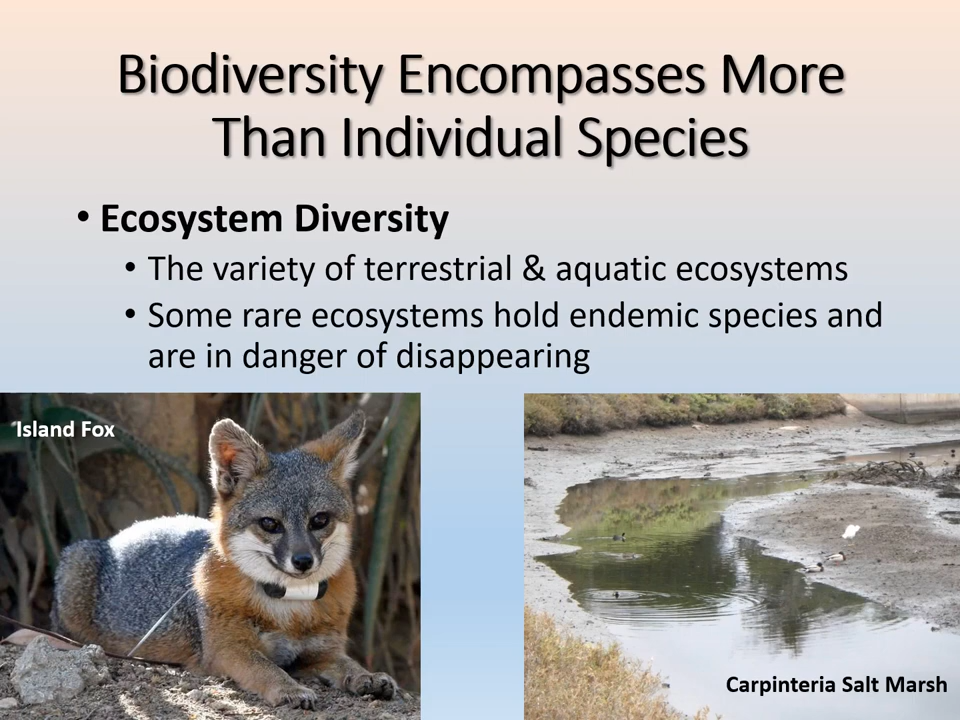 Biodiversity Encompasses More
Than Individual Species
• Ecosystem Diversity
• The variety of terrestrial & aquatic ecosystems
• Some rare ecosystems hold endemic species and
are in danger of disappearing
Island Fox
Carpinteria Salt Marsh